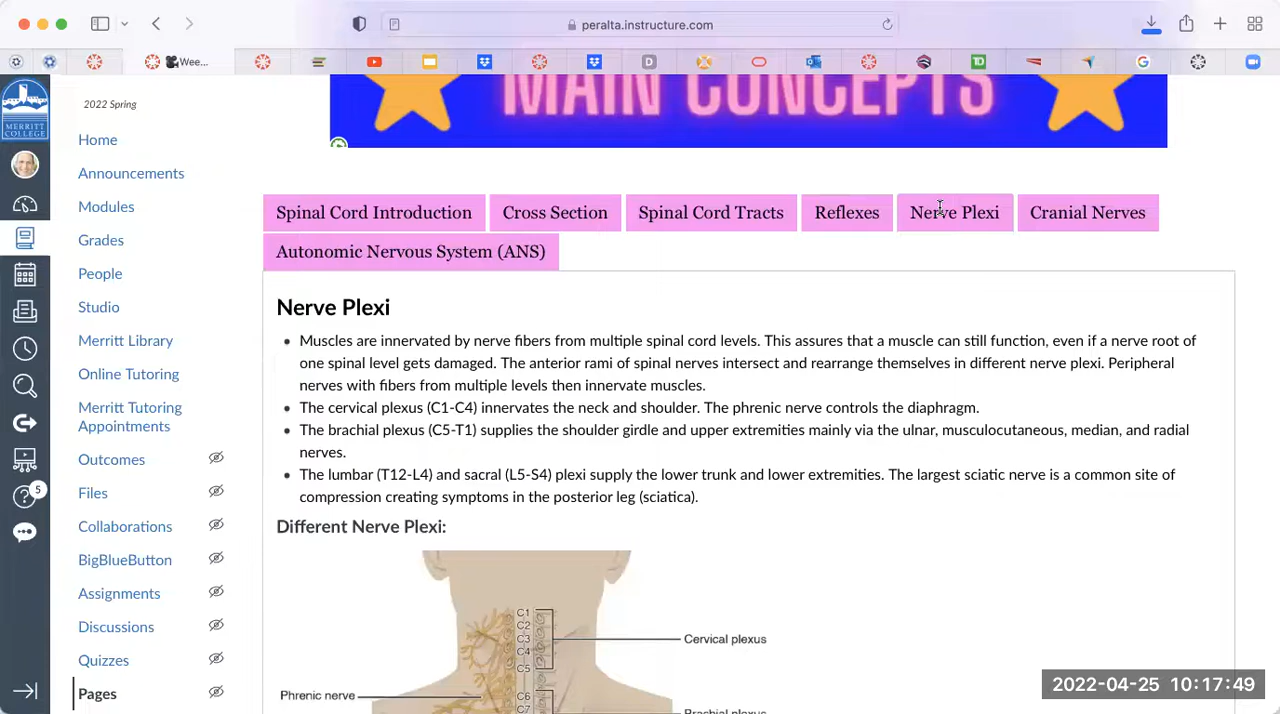 peralta.instructure.com
Wee...
MERRITT
COLLEGE
2022 Spring
Home
Announcements
Modules
Grades
People
Studio
Merritt Library
Online Tutoring
Merritt Tutoring
Appointments
Outcomes
Files
Collaborations
BigBlueButton
Assignments
Discussions
Quizzes
Pages
5
MAIN CONCEPTS
Spinal Cord Introduction
Cross Section
Spinal Cord Tracts
Reflexes
Nerve Plexi
Cranial Nerves
Autonomic Nervous System (ANS)
Nerve Plexi
Muscles are innervated by nerve fibers from multiple spinal cord levels. This assures that a muscle can still function, even if a nerve root of
one spinal level gets damaged. The anterior rami of spinal nerves intersect and rearrange themselves in different nerve plexi. Peripheral
nerves with fibers from multiple levels then innervate muscles.
The cervical plexus (C1-C4) innervates the neck and shoulder. The phrenic nerve controls the diaphragm.
The brachial plexus (C5-T1) supplies the shoulder girdle and upper extremities mainly via the ulnar, musculocutaneous, median, and radial
nerves.
The lumbar (T12-L4) and sacral (L5-S4) plexi supply the lower trunk and lower extremities. The largest sciatic nerve is a common site of
compression creating symptoms in the posterior leg (sciatica).
Different Nerve Plexi:
C1
C2
C3
C4
C5
C6
C7
Cervical plexus
Phrenic nerve
Brachial plexus
2022-04-25 10:17:49